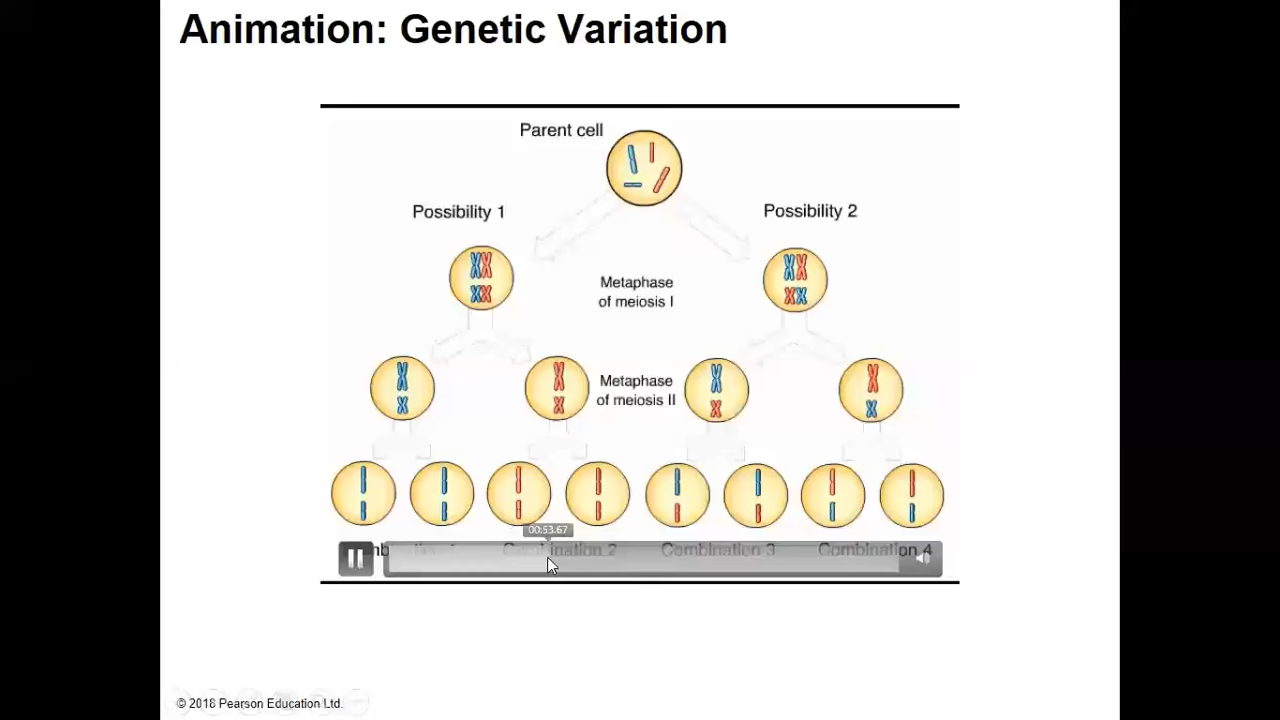 Animation: Genetic Variation
Parent cell
Possibility 1
Possibility 2
Metaphase
of meiosis I
Metaphase
of meiosis II
00:53.67
Combination 2
Combination 3
Combination 4
© 2018 Pearson Education Ltd.